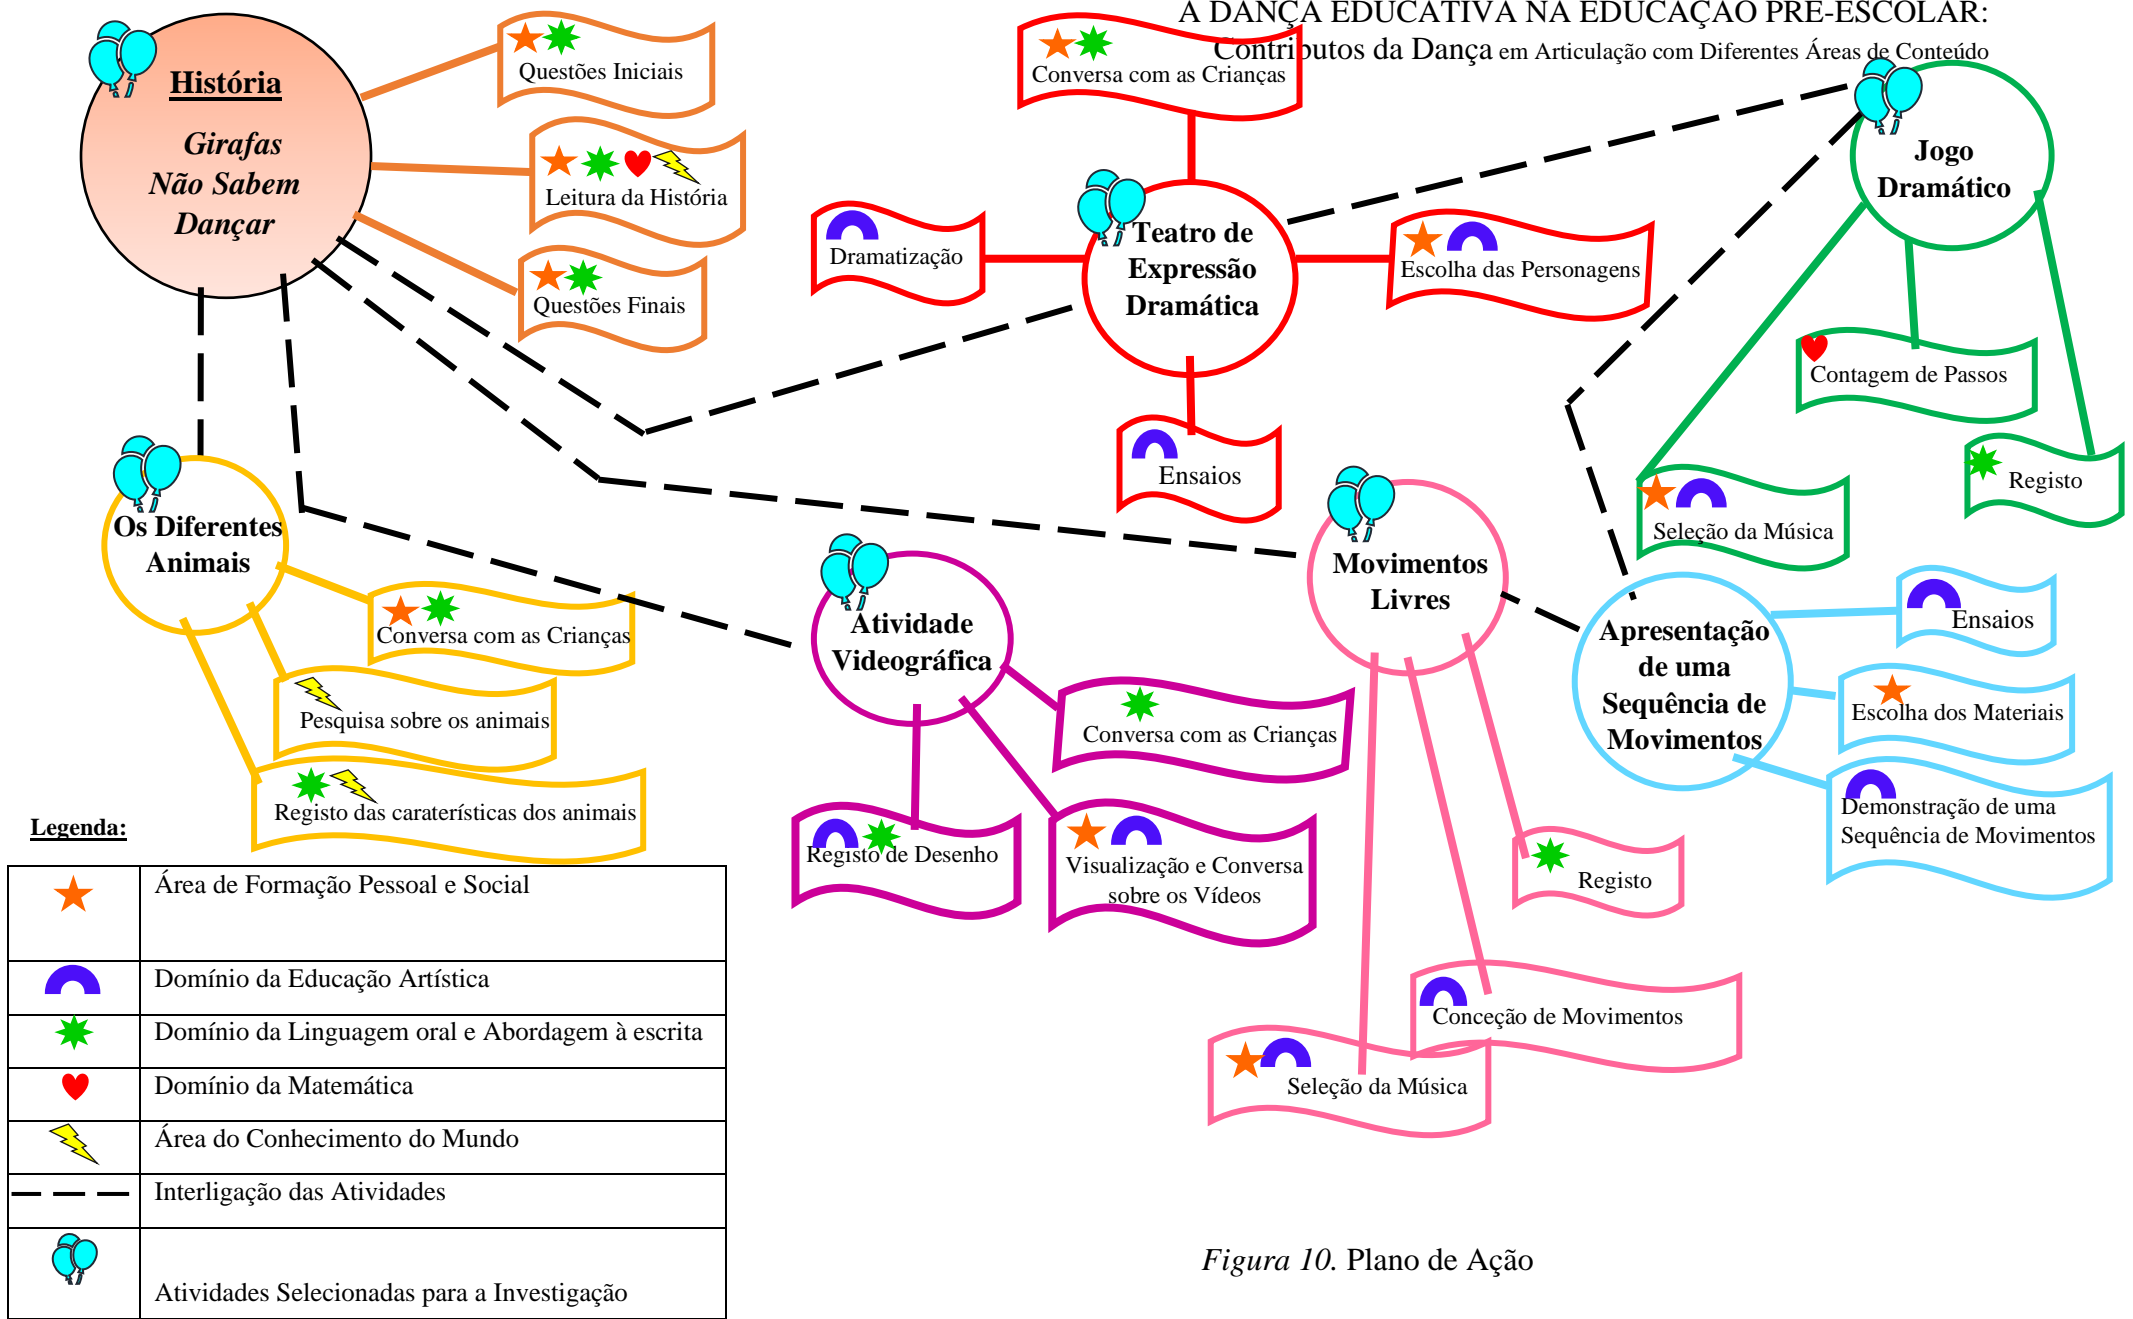 A DANÇA EDUCATIVA NA EDUCAÇÃO PRÉ-ESCOLAR:
Contributos da Dança em Articulação com Diferentes Áreas de Conteúdo
História
Girafas
Não Sabem
Dançar
Questões Iniciais
Leitura da História
Questões Finais
Conversa com as Crianças
Dramatização
Teatro de
Expressão
Dramática
Escolha das Personagens
Ensaios
Jogo
Dramático
Contagem de Passos
Registo
Seleção da Música
Os Diferentes
Animais
Conversa com as Crianças
Pesquisa sobre os animais
Registo das caraterísticas dos animais
Atividade
Videográfica
Conversa com as Crianças
Registo de Desenho
Visualização e Conversa
sobre os Vídeos
Movimentos
Livres
Registo
Conceção de Movimentos
Seleção da Música
Apresentação
de uma
Sequência de
Movimentos
Ensaios
Escolha dos Materiais
Demonstração de uma
Sequência de Movimentos
Legenda:
Área de Formação Pessoal e Social
Domínio da Educação Artística
Domínio da Linguagem oral e Abordagem à escrita
Domínio da Matemática
Área do Conhecimento do Mundo
Interligação das Atividades
Atividades Selecionadas para a Investigação
Figura 10. Plano de Ação